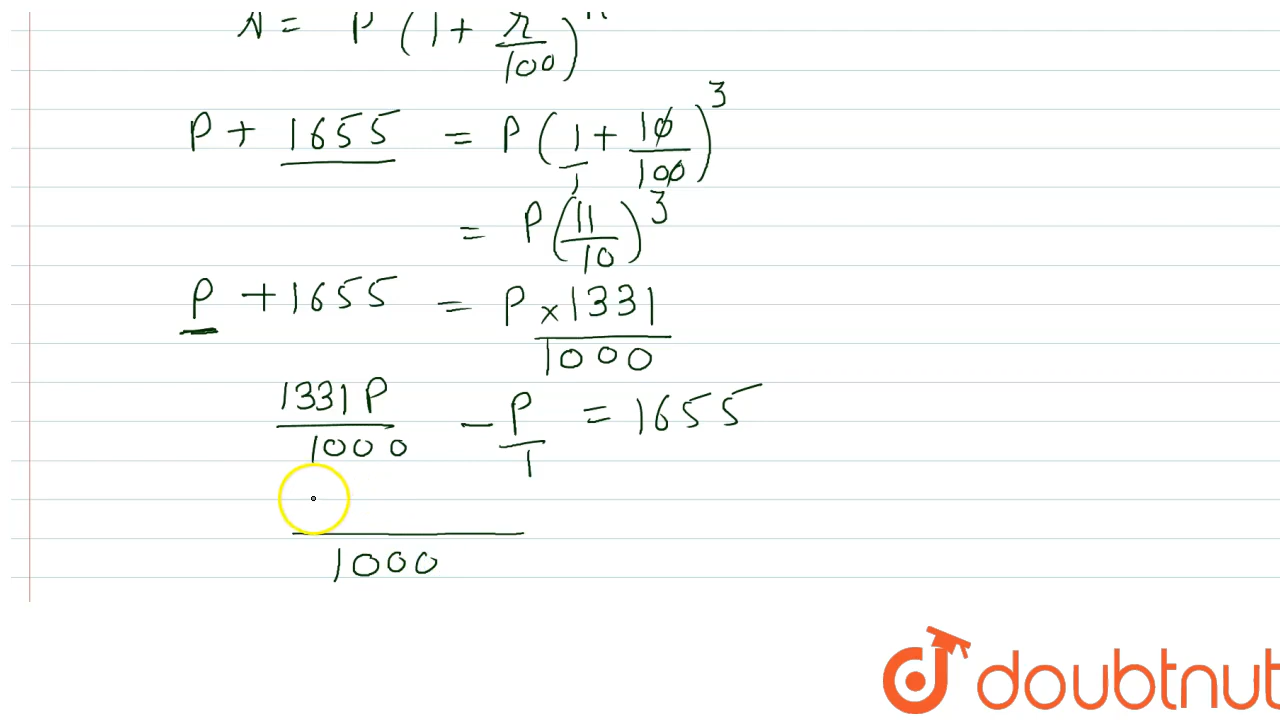 = P (1 + r/100)
P + 1655 = P (1/1 + 10/100)^3
= P (11/10)^3
P + 1655 = P × 1331/1000
1331 P/1000 - P/1 = 1655
1000
doubtnut